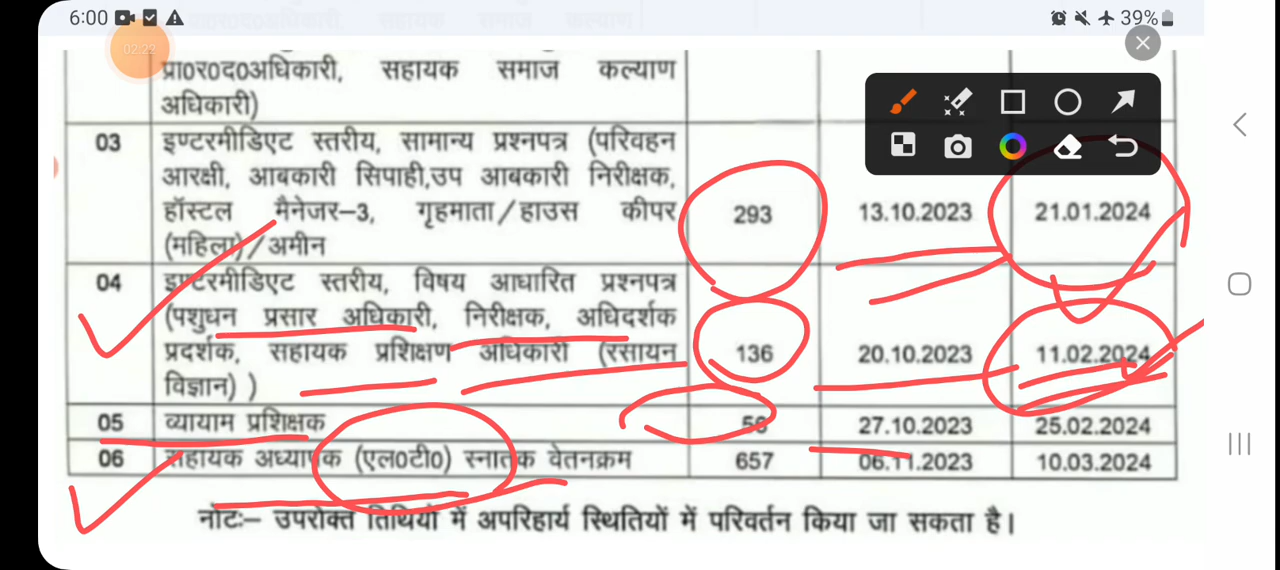 6:00
39%
02:29
प्रा0र0द0अधिकारी, सहायक समाज कल्याण
अधिकारी)
03 इण्टरमीडिएट स्तरीय, सामान्य प्रश्नपत्र (परिवहन
आरक्षी, आबकारी सिपाही,उप आबकारी निरीक्षक,
हॉस्टल मैनेजर–3, गृहमाता/हाउस कीपर 293 13.10.2023 21.01.2024
(महिला)/अमीन
04 इण्टरमीडिएट स्तरीय, विषय आधारित प्रश्नपत्र
(पशुधन प्रसार अधिकारी, निरीक्षक, अधिदर्शक
प्रदर्शक, सहायक प्रशिक्षण अधिकारी (रसायन 136 20.10.2023 11.02.2024
विज्ञान) )
05 व्यायाम प्रशिक्षक 27.10.2023 25.02.2024
06 सहायक अध्यापक (एल0टी0) स्नातक वेतनक्रम 657 06.11.2023 10.03.2024
नोटः– उपरोक्त तिथियों में अपरिहार्य स्थितियों में परिवर्तन किया जा सकता है।